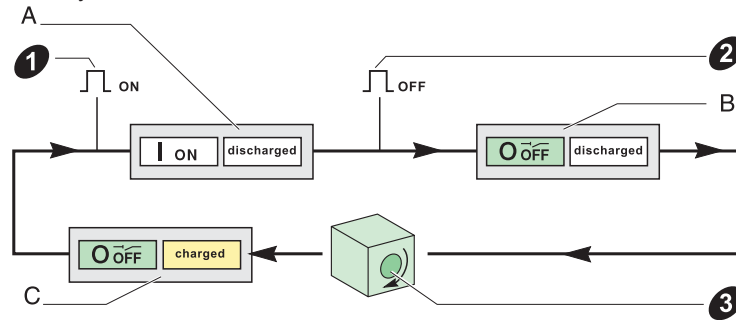 A
1
ON
2
OFF
B
I ON
discharged
O OFF
discharged
O OFF
charged
C
3